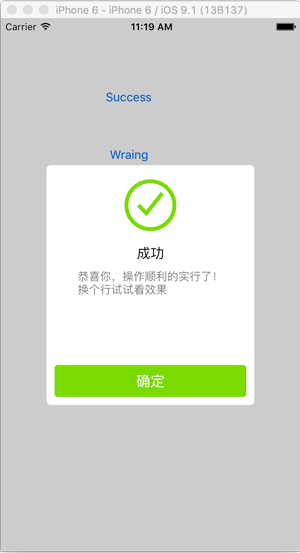 iPhone 6 - iPhone 6 / iOS 9.1 (13B137)
Carrier 11:19 AM
Success
Wraing
成功
恭喜你，操作顺利的实行了！
换个行试试看效果
确定